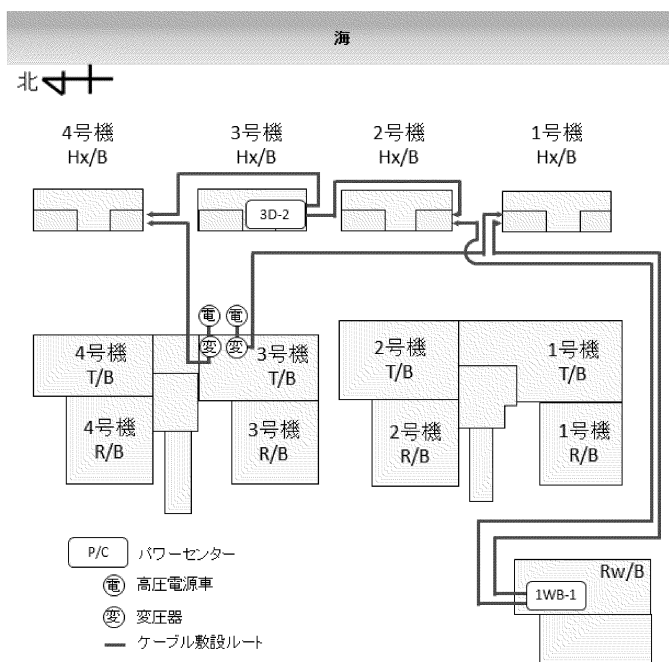 海
北
4号機
Hx/B
3号機
Hx/B
2号機
Hx/B
1号機
Hx/B
3D-2
電 電
変 変
4号機
T/B
3号機
T/B
2号機
T/B
1号機
T/B
4号機
R/B
3号機
R/B
2号機
R/B
1号機
R/B
P/C パワーセンター
電 高圧電源車
変 変圧器
ケーブル敷設ルート
Rw/B
1WB-1